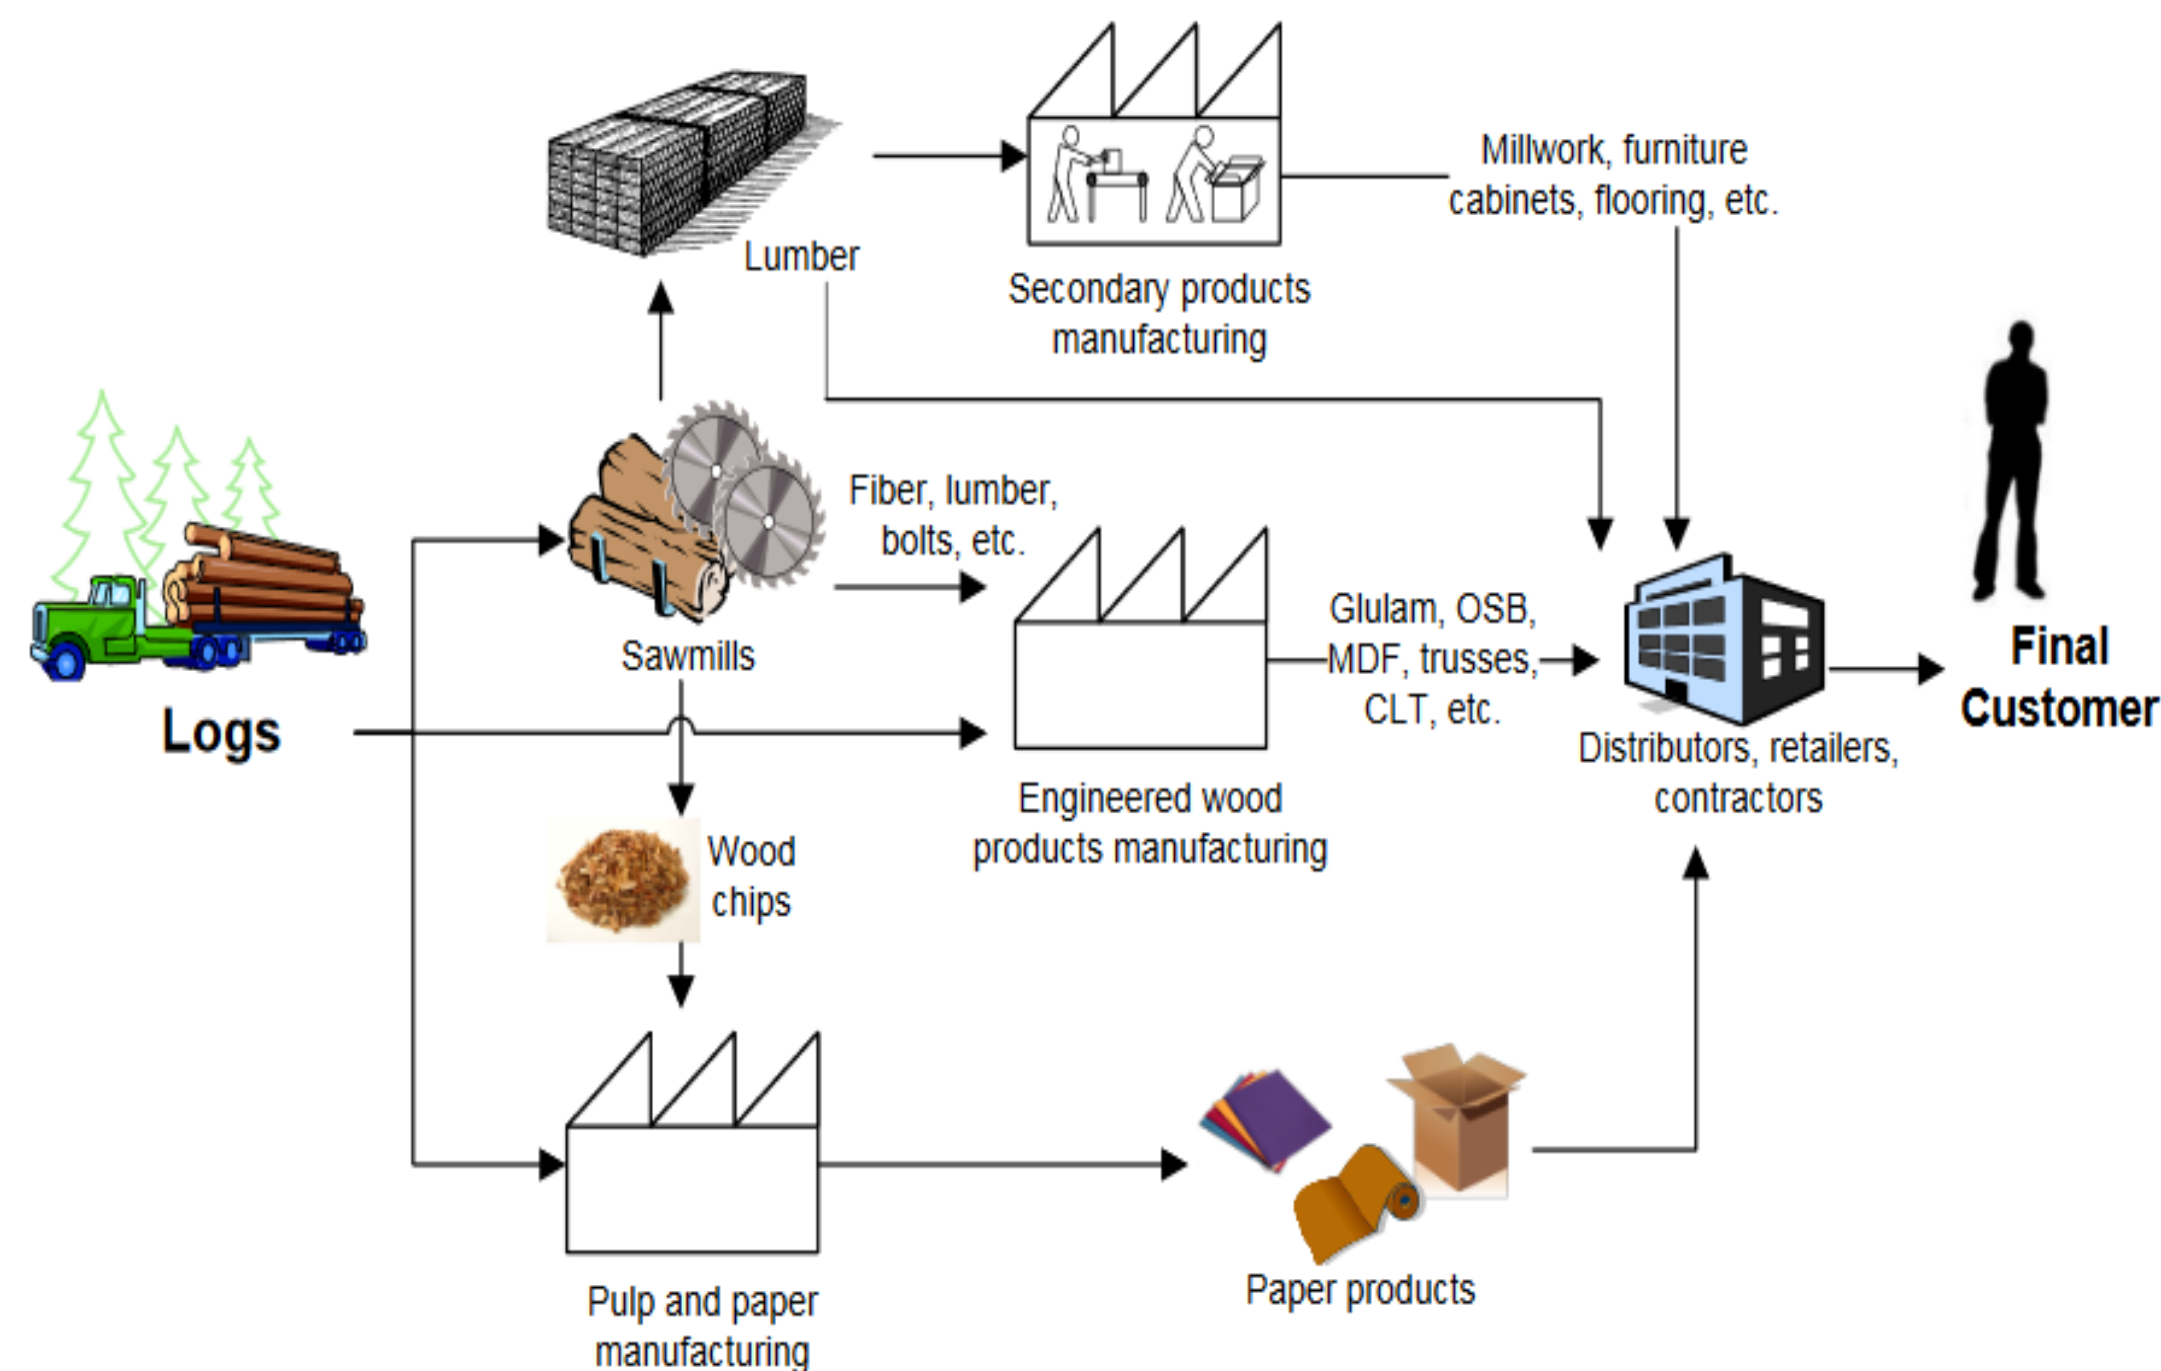 Millwork, furniture
cabinets, flooring, etc.
Lumber
Secondary products
manufacturing
Fiber, lumber,
bolts, etc.
Sawmills
Logs
Glulam, OSB,
MDF, trusses,
CLT, etc.
Final
Customer
Distributors, retailers,
contractors
Engineered wood
products manufacturing
Wood
chips
Pulp and paper
manufacturing
Paper products